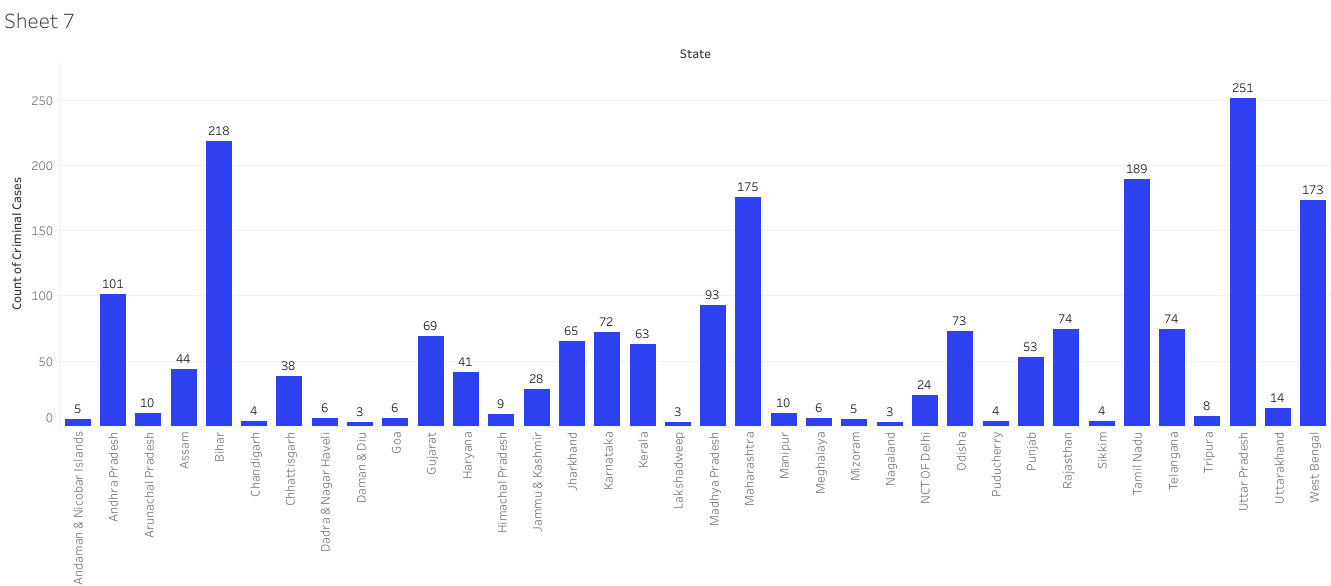 Sheet 7
State
Count of Criminal Cases
250
200
150
100
50
0
5
101
10
44
218
4
38
6
3
6
69
41
9
28
65
72
63
3
93
175
10
6
5
3
24
73
4
53
74
4
189
74
8
251
14
173
Andaman & Nicobar Islands
Andhra Pradesh
Arunachal Pradesh
Assam
Bihar
Chandigarh
Chhattisgarh
Dadra & Nagar Haveli
Daman & Diu
Goa
Gujarat
Haryana
Himachal Pradesh
Jammu & Kashmir
Jharkhand
Karnataka
Kerala
Lakshadweep
Madhya Pradesh
Maharashtra
Manipur
Meghalaya
Mizoram
Nagaland
NCT OF Delhi
Odisha
Puducherry
Punjab
Rajasthan
Sikkim
Tamil Nadu
Telangana
Tripura
Uttar Pradesh
Uttarakhand
West Bengal